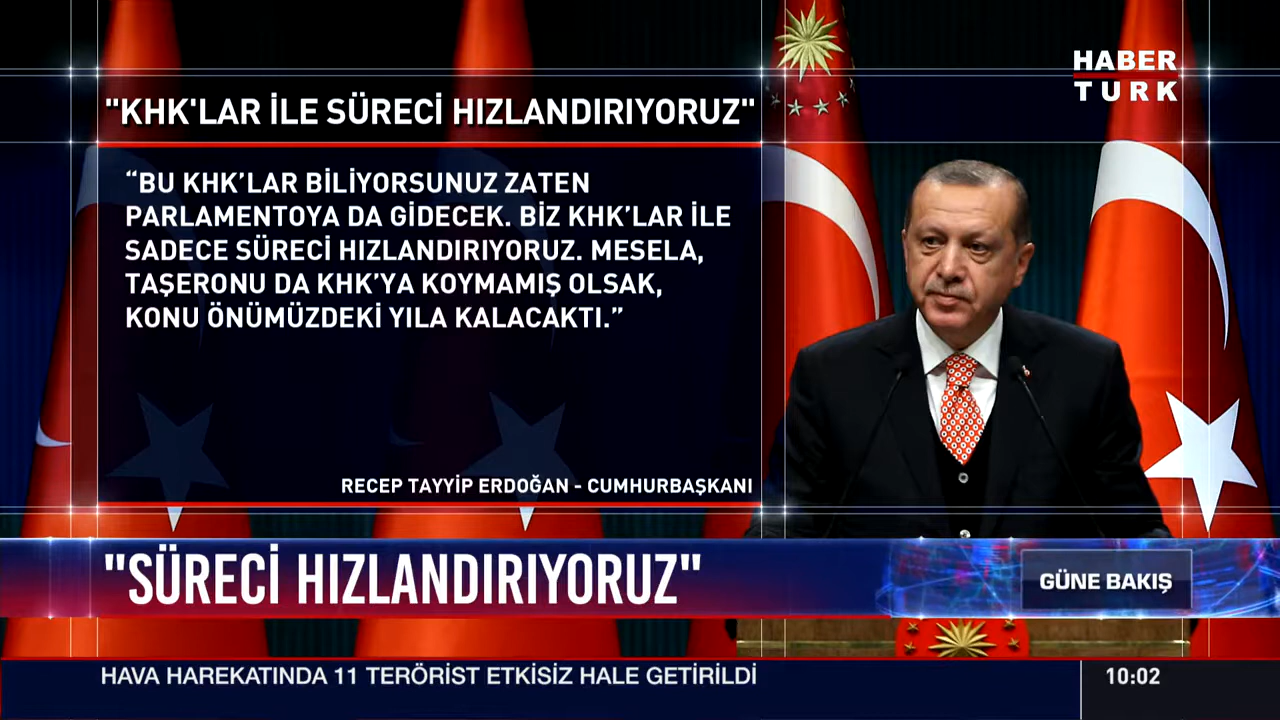 HABER
TURK
"KHK'LAR İLE SÜRECİ HIZLANDIRIYORUZ"
“BU KHK’LAR BİLİYORSUNUZ ZATEN
PARLAMENTOYA DA GİDECEK. BİZ KHK’LAR İLE
SADECE SÜRECİ HIZLANDIRIYORUZ. MESELA,
TAŞERONU DA KHK’YA KOYMAMIŞ OLSAK,
KONU ÖNÜMÜZDEKİ YILA KALACAKTI.”
RECEP TAYYİP ERDOĞAN - CUMHURBAŞKANI
"SÜRECİ HIZLANDIRIYORUZ"
GÜNE BAKIŞ
HAVA HAREKATINDA 11 TERÖRİST ETKİSİZ HALE GETİRİLDİ
10:02